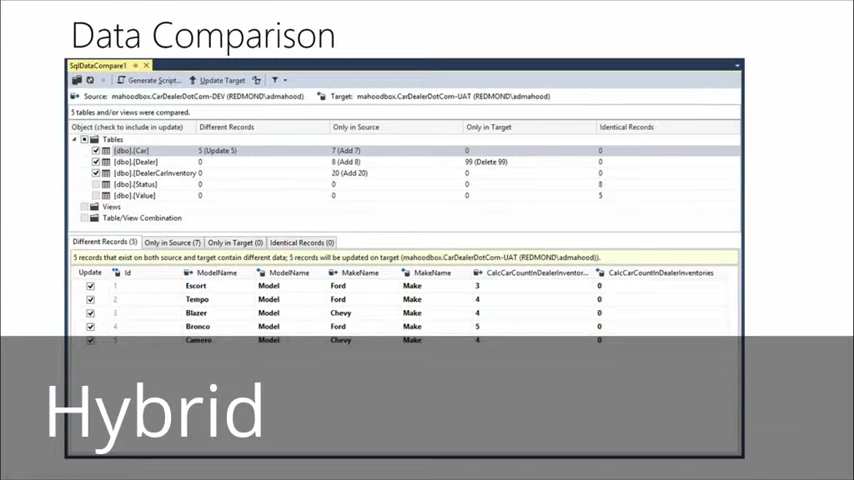 Data Comparison
SqlDataCompare1
Generate Script... Update Target
Source: mahoodbox.CarDealerDotCom-DEV (REDMOND\admahood) Target: mahoodbox.CarDealerDotCom-UAT (REDMOND\admahood)
5 tables and/or views were compared.
Object (check to include in update) Different Records Only in Source Only in Target Identical Records
Tables
[dbo].[Car] 5 (Update 5) 7 (Add 7) 0 0
[dbo].[Dealer] 0 8 (Add 8) 99 (Delete 99) 0
[dbo].[DealerCarInventory 0 20 (Add 20) 0 0
[dbo].[Status] 0 0 0 8
[dbo].[Value] 0 0 0 5
Views
Table/View Combination
Different Records (5) Only in Source (7) Only in Target (0) Identical Records (0)
5 records that exist on both source and target contain different data; 5 records will be updated on target (mahoodbox.CarDealerDotCom-UAT (REDMOND\admahood)).
Update Id ModelName ModelName MakeName MakeName CalcCarCountInDealerInventor... CalcCarCountInDealerInventories
1 Escort Model Ford Make 3 0
2 Tempo Model Ford Make 4 0
3 Blazer Model Chevy Make 4 0
4 Bronco Model Ford Make 5 0
5 Camero Model Chevy Make 4 0
Hybrid